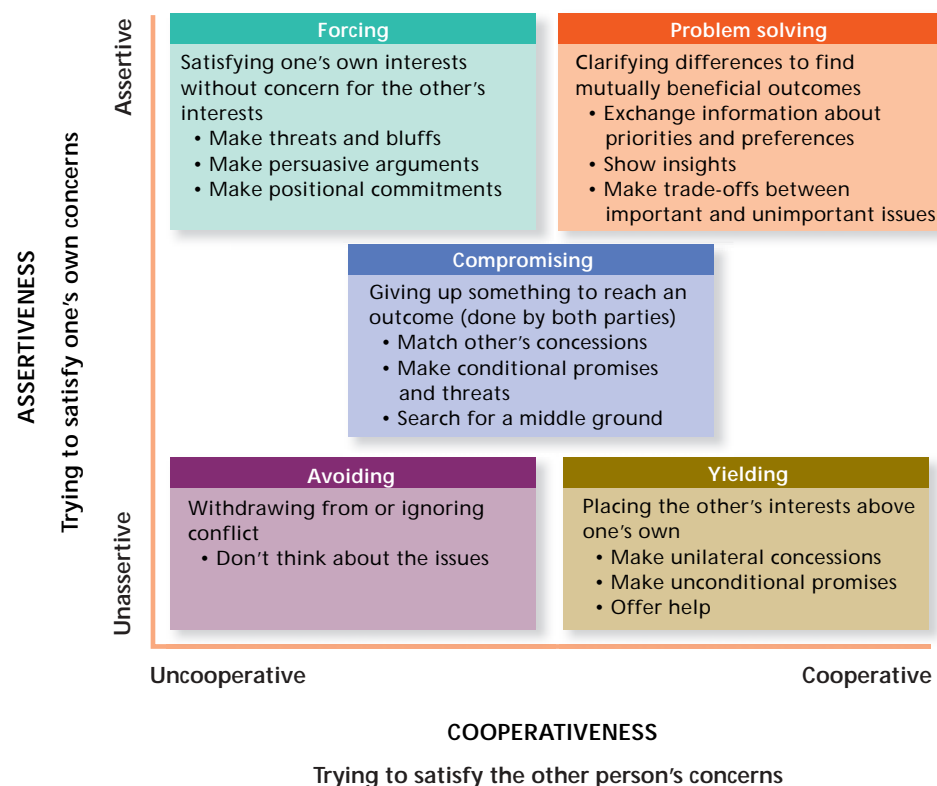 Forcing
Satisfying one's own interests
without concern for the other's
interests
• Make threats and bluffs
• Make persuasive arguments
• Make positional commitments
Problem solving
Clarifying differences to find
mutually beneficial outcomes
• Exchange information about
priorities and preferences
• Show insights
• Make trade-offs between
important and unimportant issues
Compromising
Giving up something to reach an
outcome (done by both parties)
• Match other's concessions
• Make conditional promises
and threats
• Search for a middle ground
Avoiding
Withdrawing from or ignoring
conflict
• Don't think about the issues
Yielding
Placing the other's interests above
one's own
• Make unilateral concessions
• Make unconditional promises
• Offer help
ASSERTIVENESS
Trying to satisfy one's own concerns
Assertive
Unassertive
Uncooperative
Cooperative
COOPERATIVENESS
Trying to satisfy the other person's concerns